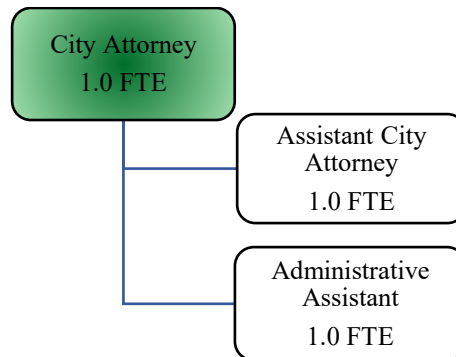 City Attorney
1.0 FTE
Assistant City
Attorney
1.0 FTE
Administrative
Assistant
1.0 FTE